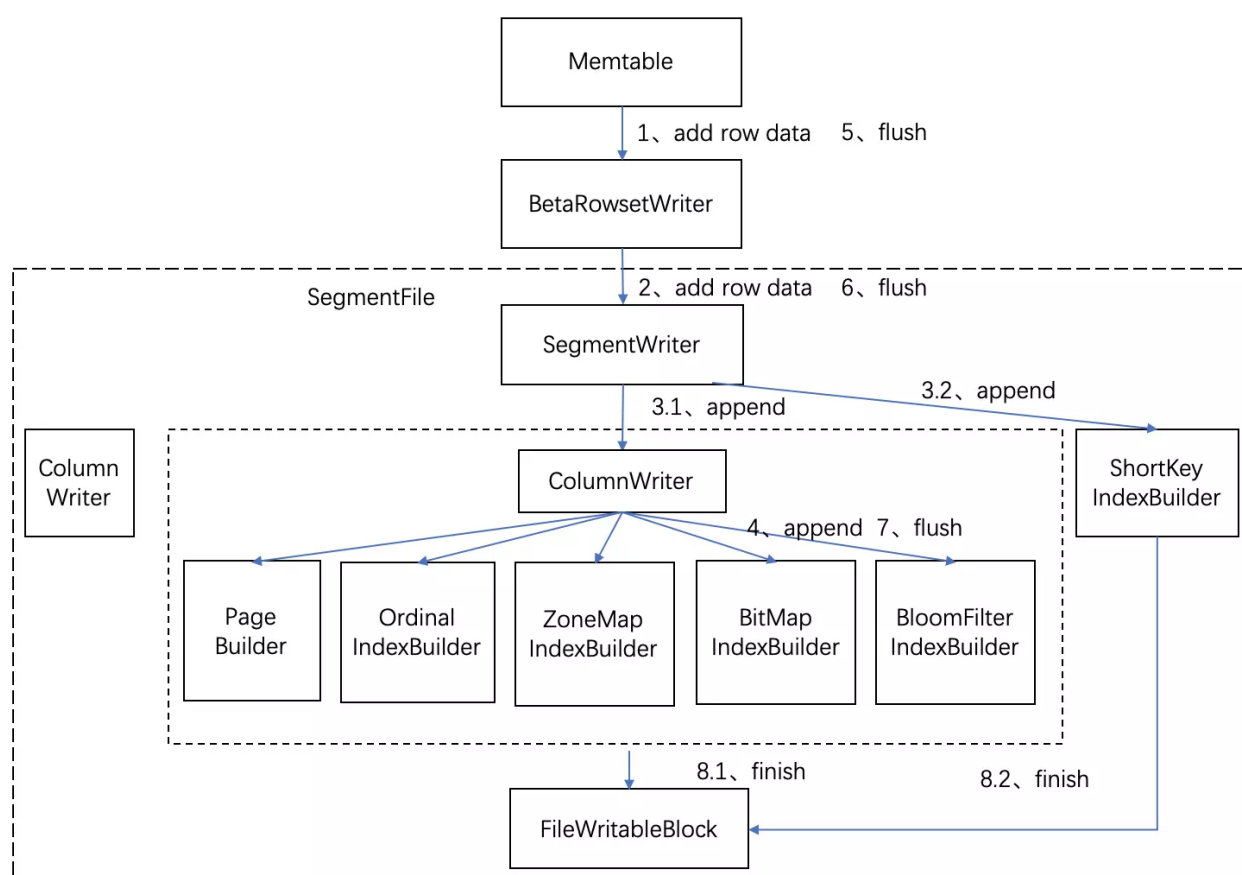 Memtable
1、add row data 5、flush
BetaRowsetWriter
2、add row data 6、flush
SegmentFile
SegmentWriter
3.2、append
3.1、append
Column
Writer
ColumnWriter
ShortKey
IndexBuilder
4、append 7、flush
Page
Builder
Ordinal
IndexBuilder
ZoneMap
IndexBuilder
BitMap
IndexBuilder
BloomFilter
IndexBuilder
8.1、finish
8.2、finish
FileWritableBlock